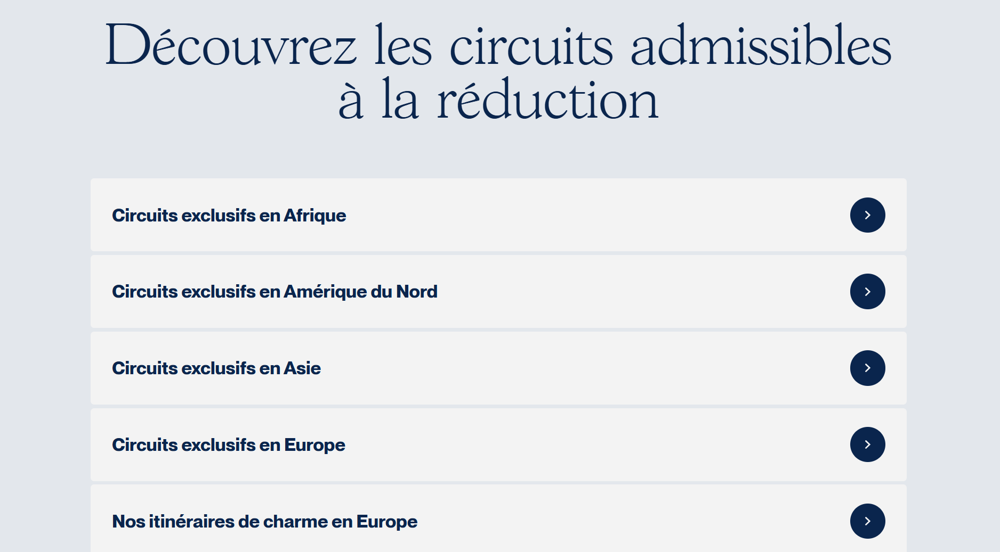 Découvrez les circuits admissibles
à la réduction
Circuits exclusifs en Afrique
Circuits exclusifs en Amérique du Nord
Circuits exclusifs en Asie
Circuits exclusifs en Europe
Nos itinéraires de charme en Europe